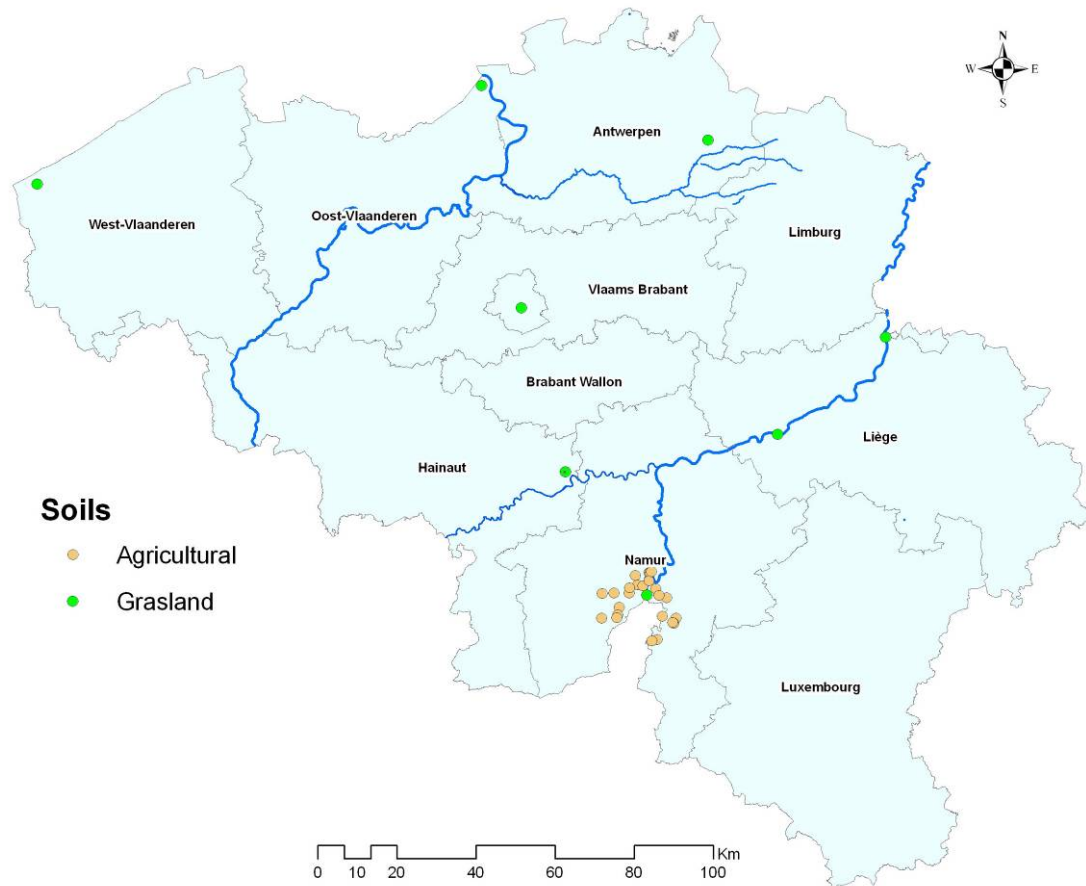 N
W E
S
Antwerpen
West-Vlaanderen
Oost-Vlaanderen
Limburg
Vlaams Brabant
Brabant Wallon
Liège
Hainaut
Soils
Agricultural
Grasland
Namur
Luxembourg
Km
0 10 20 40 60 80 100